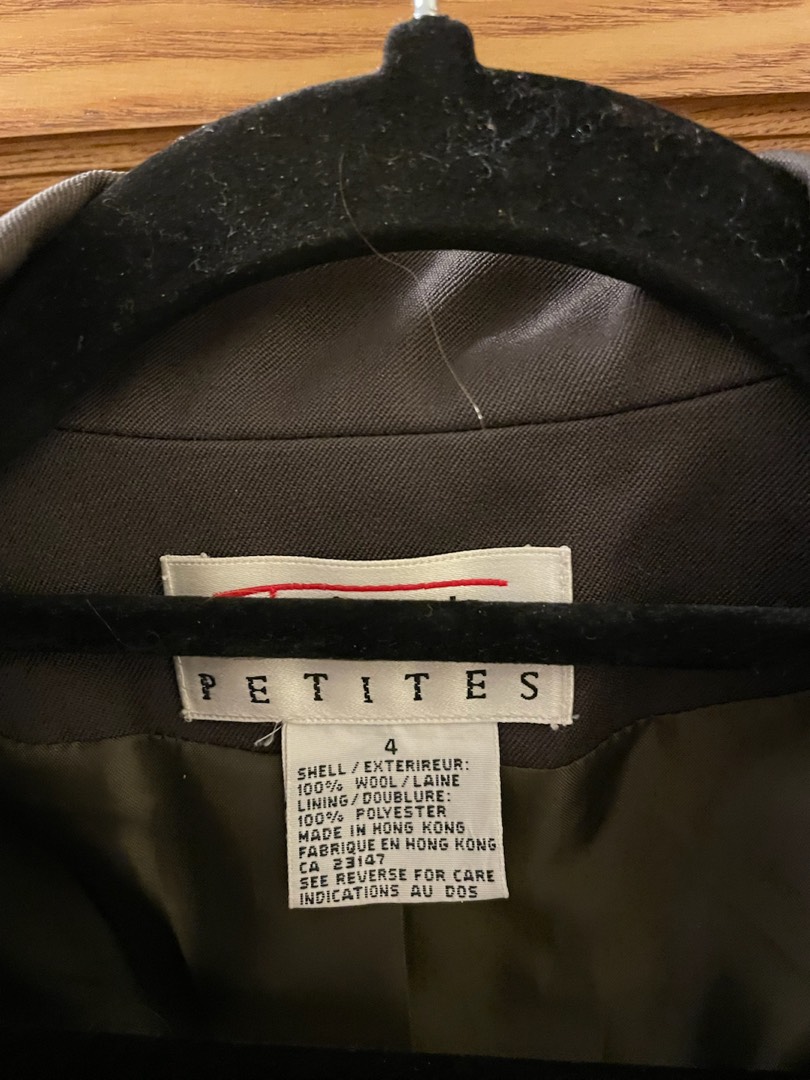 PETITES
4
SHELL/EXTERIREUR:
100% WOOL/LAINE
LINING/DOUBLURE:
100% POLYESTER
MADE IN HONG KONG
FABRIQUE EN HONG KONG
CA 23147
SEE REVERSE FOR CARE
INDICATIONS AU DOS